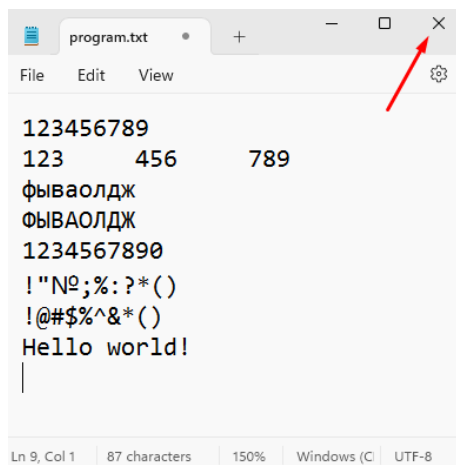 program.txt
File Edit View
123456789
123 456 789
фываолдж
ФЫВАОЛДЖ
1234567890
!"№;%:?*()
!@#$%^&*()
Hello world!
Ln 9, Col 1 87 characters 150% Windows (C UTF-8